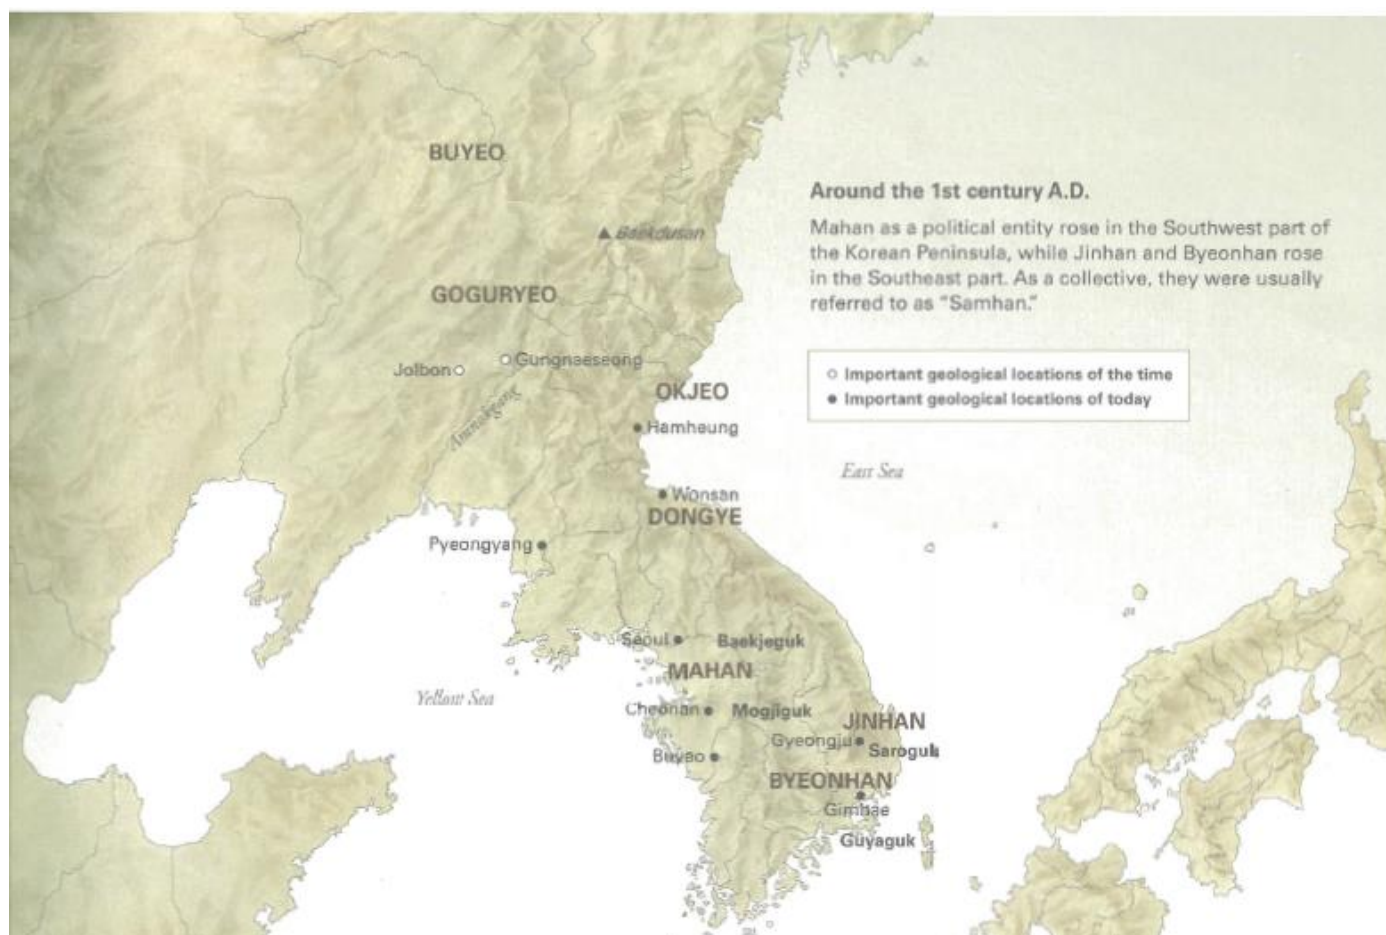 BUYEO
Around the 1st century A.D.
Mahan as a political entity rose in the Southwest part of
the Korean Peninsula, while Jinhan and Byeonhan rose
in the Southeast part. As a collective, they were usually
referred to as “Samhan.”
Baekdusan
GOGURYEO
Jolbon
Gungnaeseong
Important geological locations of the time
Important geological locations of today
OKJEO
Amnokgang
Hamheung
East Sea
Wonsan
DONGYE
Pyeongyang
Seoul
Baekjeguk
MAHAN
Yellow Sea
Cheonan
Mogjiguk
JINHAN
Gyeongju
Saroguk
Buyeo
BYEONHAN
Gimhae
Guyaguk